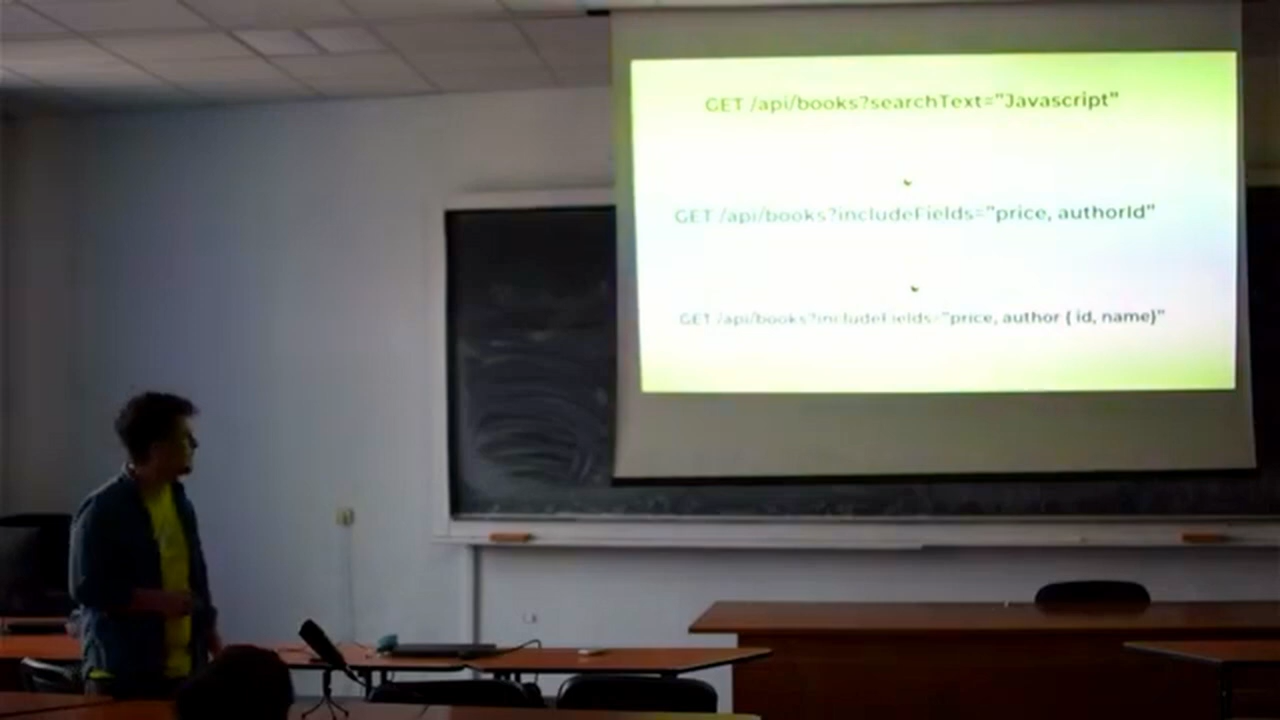 GET /api/books?searchText="Javascript"
GET /api/books?includeFields="price, authorId"
GET /api/books?includeFields="price, author { id, name}"